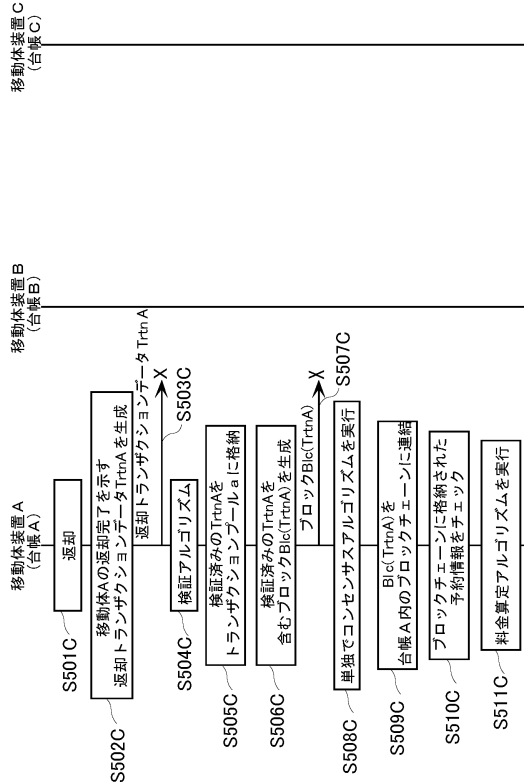 移動体装置A
(台帳A)
移動体装置B
(台帳B)
移動体装置C
(台帳C)
返却
S501C
移動体Aの返却完了を示す
返却トランザクションデータTrtnAを生成
S502C
返却トランザクションデータTrtn A
X
S503C
検証アルゴリズム
S504C
検証済みのTrtnAを
トランザクションプールaに格納
S505C
検証済みのTrtnAを
含むブロックBlc(TrtnA)を生成
S506C
ブロックBlc(TrtnA)
X
S507C
単独でコンセンサスアルゴリズムを実行
S508C
Blc(TrtnA)を
台帳A内のブロックチェーンに連結
S509C
ブロックチェーンに格納された
予約情報をチェック
S510C
料金算定アルゴリズムを実行
S511C